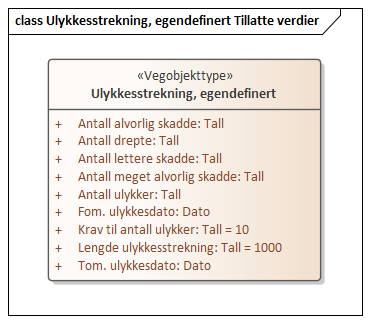 class Ulykkesstrekning, egendefinert Tillatte verdier
«Vegobjekttype»
Ulykkesstrekning, egendefinert
+ Antall alvorlig skadde: Tall
+ Antall drepte: Tall
+ Antall lettere skadde: Tall
+ Antall meget alvorlig skadde: Tall
+ Antall ulykker: Tall
+ Fom. ulykkesdato: Dato
+ Krav til antall ulykker: Tall = 10
+ Lengde ulykkesstrekning: Tall = 1000
+ Tom. ulykkesdato: Dato